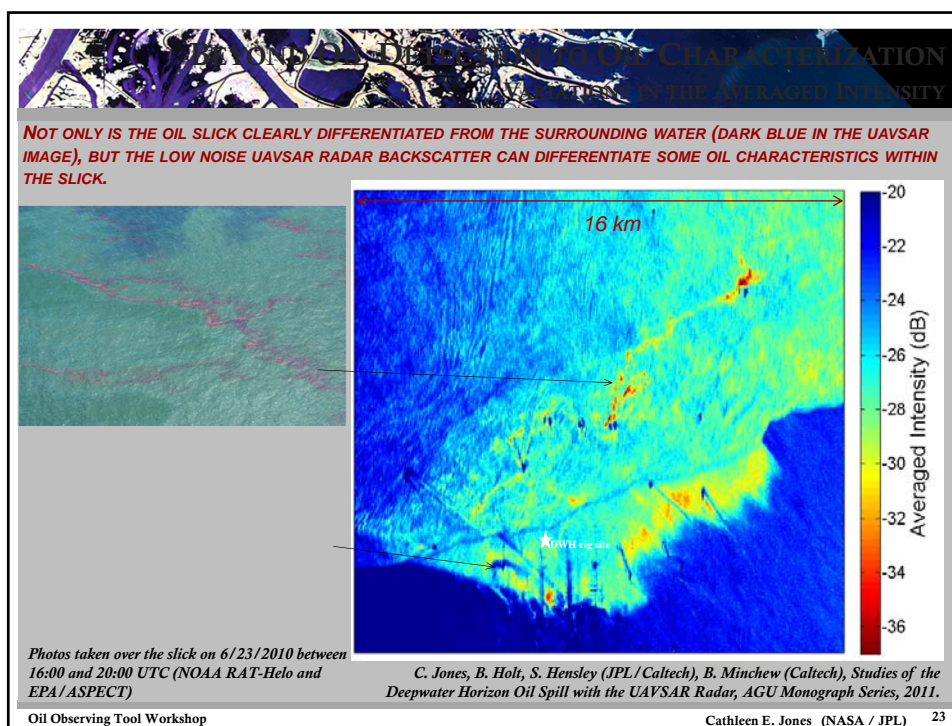 BEYOND OIL DETECTION TO OIL CHARACTERIZATION
VARIATIONS IN THE AVERAGED INTENSITY
NOT ONLY IS THE OIL SLICK CLEARLY DIFFERENTIATED FROM THE SURROUNDING WATER (DARK BLUE IN THE UAVSAR
IMAGE), BUT THE LOW NOISE UAVSAR RADAR BACKSCATTER CAN DIFFERENTIATE SOME OIL CHARACTERISTICS WITHIN
THE SLICK.
16 km
-20
-22
-24
-26
-28
-30
-32
-34
-36
Averaged Intensity (dB)
DWH rig site
Photos taken over the slick on 6/23/2010 between
16:00 and 20:00 UTC (NOAA RAT-Helo and
EPA/ASPECT)
C. Jones, B. Holt, S. Hensley (JPL/Caltech), B. Minchew (Caltech), Studies of the
Deepwater Horizon Oil Spill with the UAVSAR Radar, AGU Monograph Series, 2011.
Oil Observing Tool Workshop
Cathleen E. Jones (NASA / JPL) 23